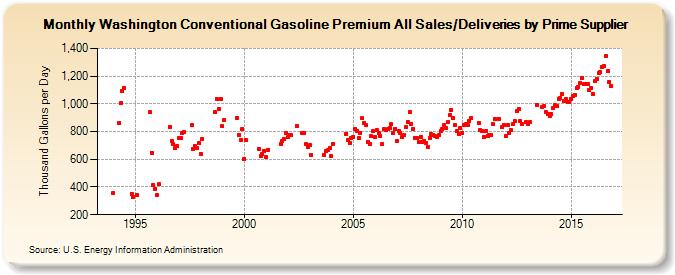 Monthly Washington Conventional Gasoline Premium All Sales/Deliveries by Prime Supplier
Thousand Gallons per Day
1,400
1,200
1,000
800
600
400
200
1995 2000 2005 2010 2015
Source: U.S. Energy Information Administration